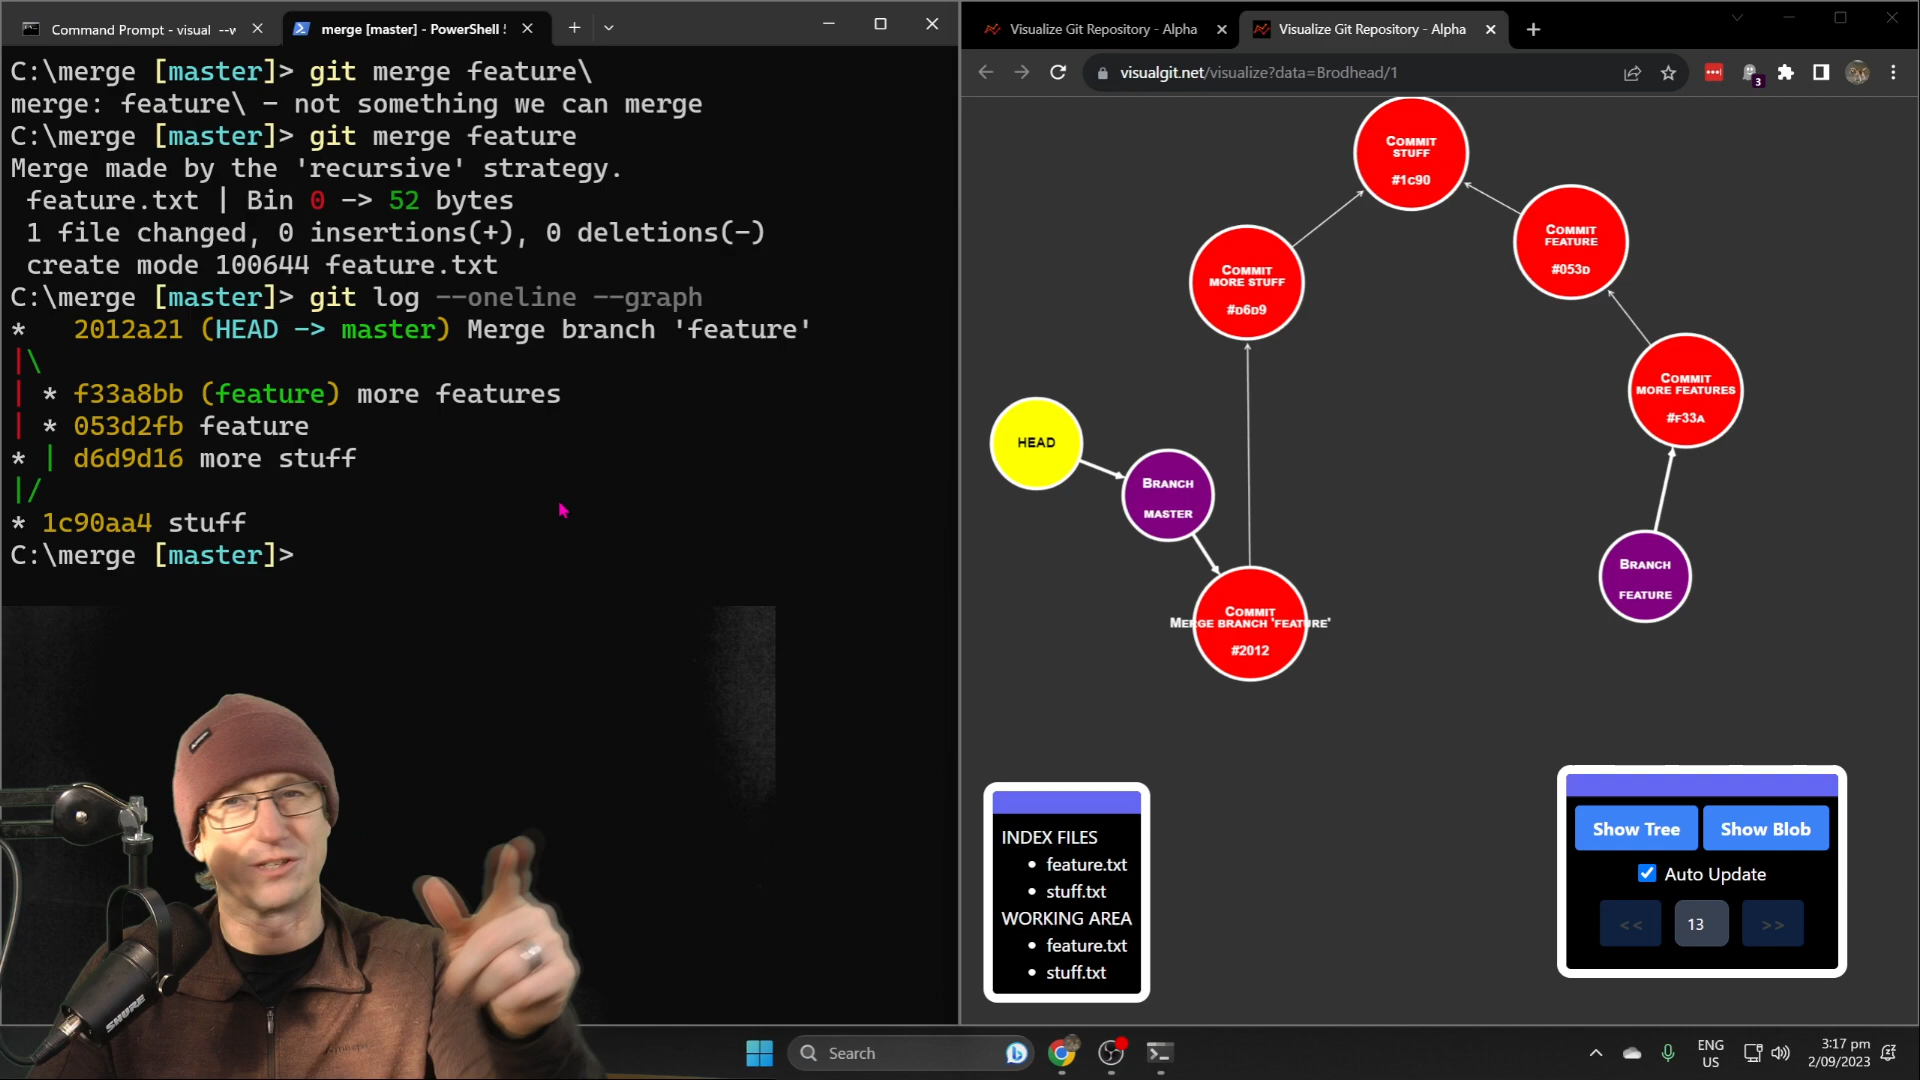 Command Prompt - visual --w
merge [master] - PowerShell 5
C:\merge [master]> git merge feature\
merge: feature\ - not something we can merge
C:\merge [master]> git merge feature
Merge made by the 'recursive' strategy.
feature.txt | Bin 0 -> 52 bytes
1 file changed, 0 insertions(+), 0 deletions(-)
create mode 100644 feature.txt
C:\merge [master]> git log --oneline --graph
*   2012a21 (HEAD -> master) Merge branch 'feature'
|\
| * f33a8bb (feature) more features
| * 053d2fb feature
* | d6d9d16 more stuff
|/
* 1c90aa4 stuff
C:\merge [master]>
SHURE
Visualize Git Repository - Alpha
Visualize Git Repository - Alpha
visualgit.net/visualize?data=Brodhead/1
3
Commit
stuff
#1c90
Commit
feature
#053d
Commit
more stuff
#d6d9
Commit
more features
#f33a
HEAD
Branch
master
Branch
feature
Commit
Merge branch 'feature'
#2012
INDEX FILES
• feature.txt
• stuff.txt
WORKING AREA
• feature.txt
• stuff.txt
Show Tree
Show Blob
Auto Update
<<
13
>>
Search
ENG
US
3:17 pm
2/09/2023